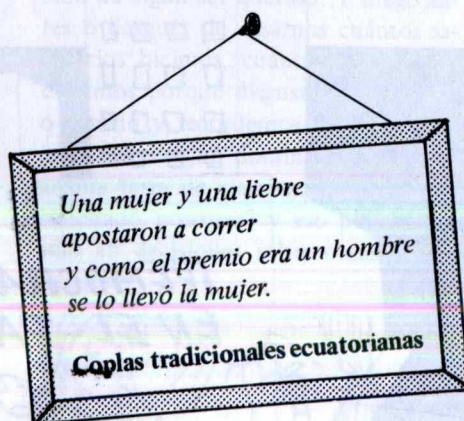 Una mujer y una liebre
apostaron a correr
y como el premio era un hombre
se lo llevó la mujer.
Coplas tradicionales ecuatorianas